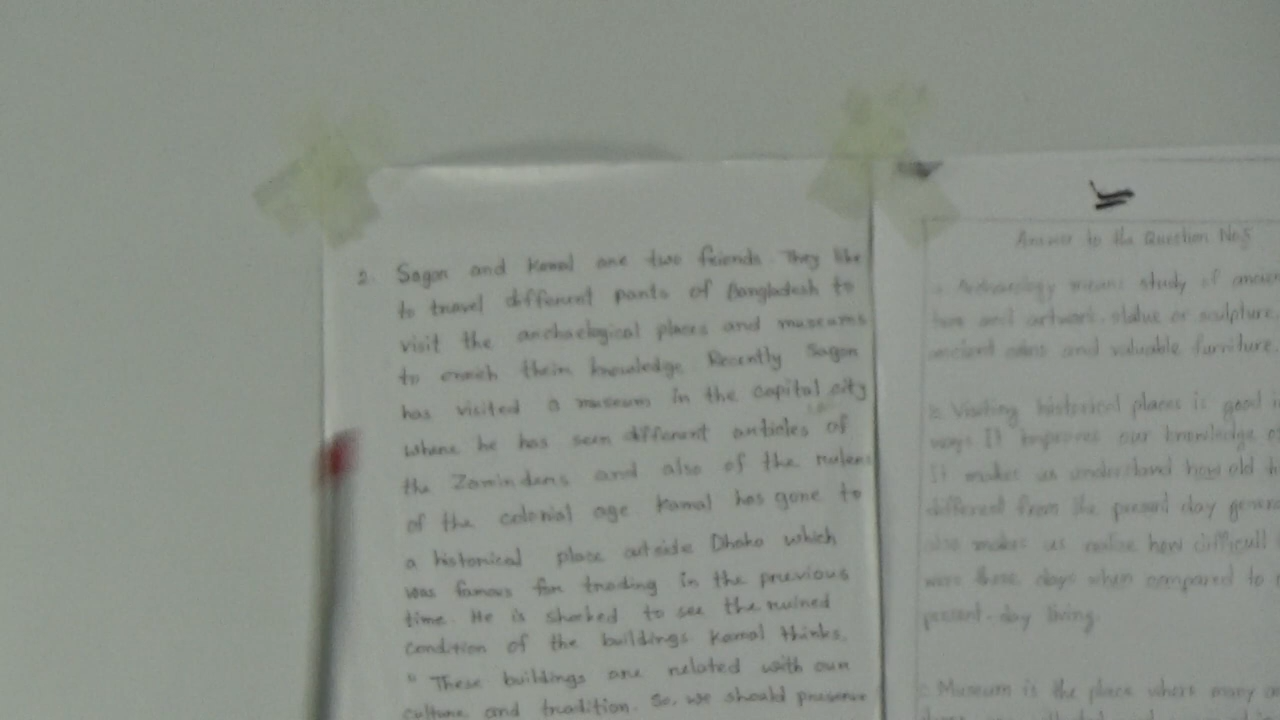 2. Sagor and Kamal are two friends. They like
to travel different parts of Bangladesh to
visit the archaelogical places and museums
to enrich their knowledge. Recently Sagor
has visited a museum in the capital city
where he has seen different articles of
the Zamindars and also of the rulers
of the colonial age Kamal has gone to
a historical place outside Dhaka which
was famous for trading in the previous
time. He is shocked to see the ruined
condition of the buildings. Kamal thinks.
" These buildings are related with our
culture and tradition. So, we should preserve
Answer to the Question No 5
Archaeology means study of
and artwork, statue or sculpture,
ancient coins and valuable furniture.
b. Visiting historical places is good
ways It improves our knowledge
It makes us understand how old
different from the present day
also makes us realise how difficult
were those days when compared to
present-day living.
c. Museum is the place where many